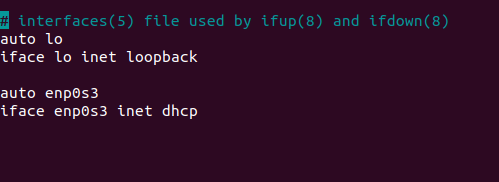 # interfaces(5) file used by ifup(8) and ifdown(8)
auto lo
iface lo inet loopback
auto enp0s3
iface enp0s3 inet dhcp